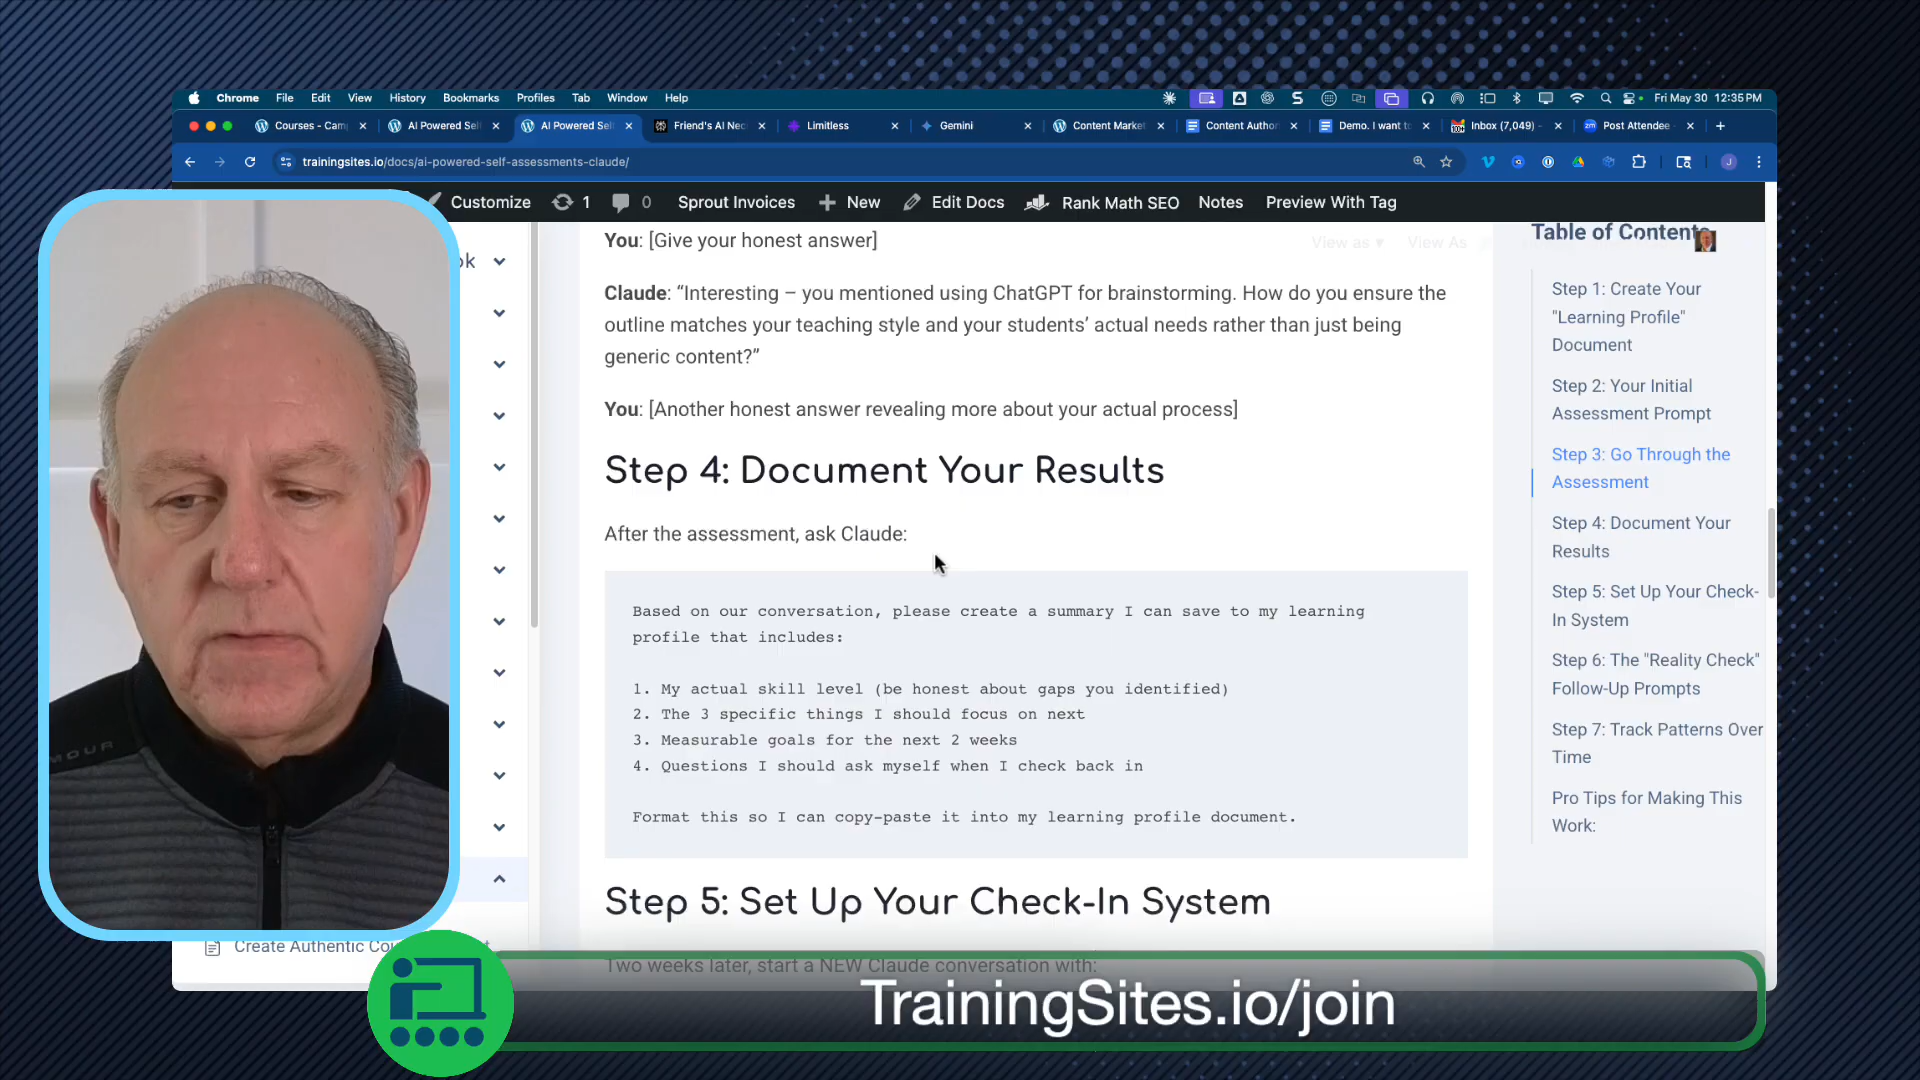 Chrome File Edit View History Bookmarks Profiles Tab Window Help
Fri May 30 12:35 PM
Courses - Cam
AI Powered Self
AI Powered Self
Friend's AI Nec
Limitless
Gemini
Content Market
Content Author
Demo. I want to
Inbox (7,049) -
Post Attendee -
trainingsites.io/docs/ai-powered-self-assessments-claude/
J
Customize 1 0 Sprout Invoices New Edit Docs Rank Math SEO Notes Preview With Tag
ok
View as
View As
You: [Give your honest answer]
Claude: “Interesting – you mentioned using ChatGPT for brainstorming. How do you ensure the
outline matches your teaching style and your students’ actual needs rather than just being
generic content?”
You: [Another honest answer revealing more about your actual process]
Step 4: Document Your Results
After the assessment, ask Claude:
Based on our conversation, please create a summary I can save to my learning
profile that includes:
1. My actual skill level (be honest about gaps you identified)
2. The 3 specific things I should focus on next
3. Measurable goals for the next 2 weeks
4. Questions I should ask myself when I check back in
Format this so I can copy-paste it into my learning profile document.
Step 5: Set Up Your Check-In System
Two weeks later, start a NEW Claude conversation with:
Table of Contents
Step 1: Create Your
"Learning Profile"
Document
Step 2: Your Initial
Assessment Prompt
Step 3: Go Through the
Assessment
Step 4: Document Your
Results
Step 5: Set Up Your Check-
In System
Step 6: The "Reality Check"
Follow-Up Prompts
Step 7: Track Patterns Over
Time
Pro Tips for Making This
Work:
Create Authentic Cou
TrainingSites.io/join